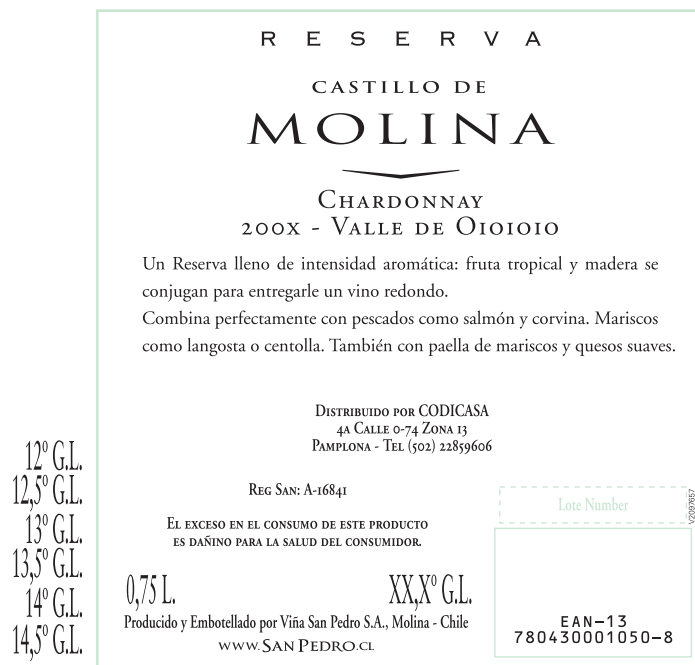 RESERVA
CASTILLO DE
MOLINA
CHARDONNAY
200X - VALLE DE OIOIOIO
Un Reserva lleno de intensidad aromática: fruta tropical y madera se
conjugan para entregarle un vino redondo.
Combina perfectamente con pescados como salmón y corvina. Mariscos
como langosta o centolla. También con paella de mariscos y quesos suaves.
DISTRIBUIDO POR CODICASA
4A CALLE 0-74 ZONA 13
PAMPLONA - TEL (502) 22859606
REG SAN: A-16841
EL EXCESO EN EL CONSUMO DE ESTE PRODUCTO
ES DAÑINO PARA LA SALUD DEL CONSUMIDOR.
0,75 L. XX,Xº G.L.
Producido y Embotellado por Viña San Pedro S.A., Molina - Chile
WWW.SANPEDRO.CL
12º G.L.
12,5º G.L.
13º G.L.
13,5º G.L.
14º G.L.
14,5º G.L.
Lote Number
V2097657
EAN-13
780430001050-8